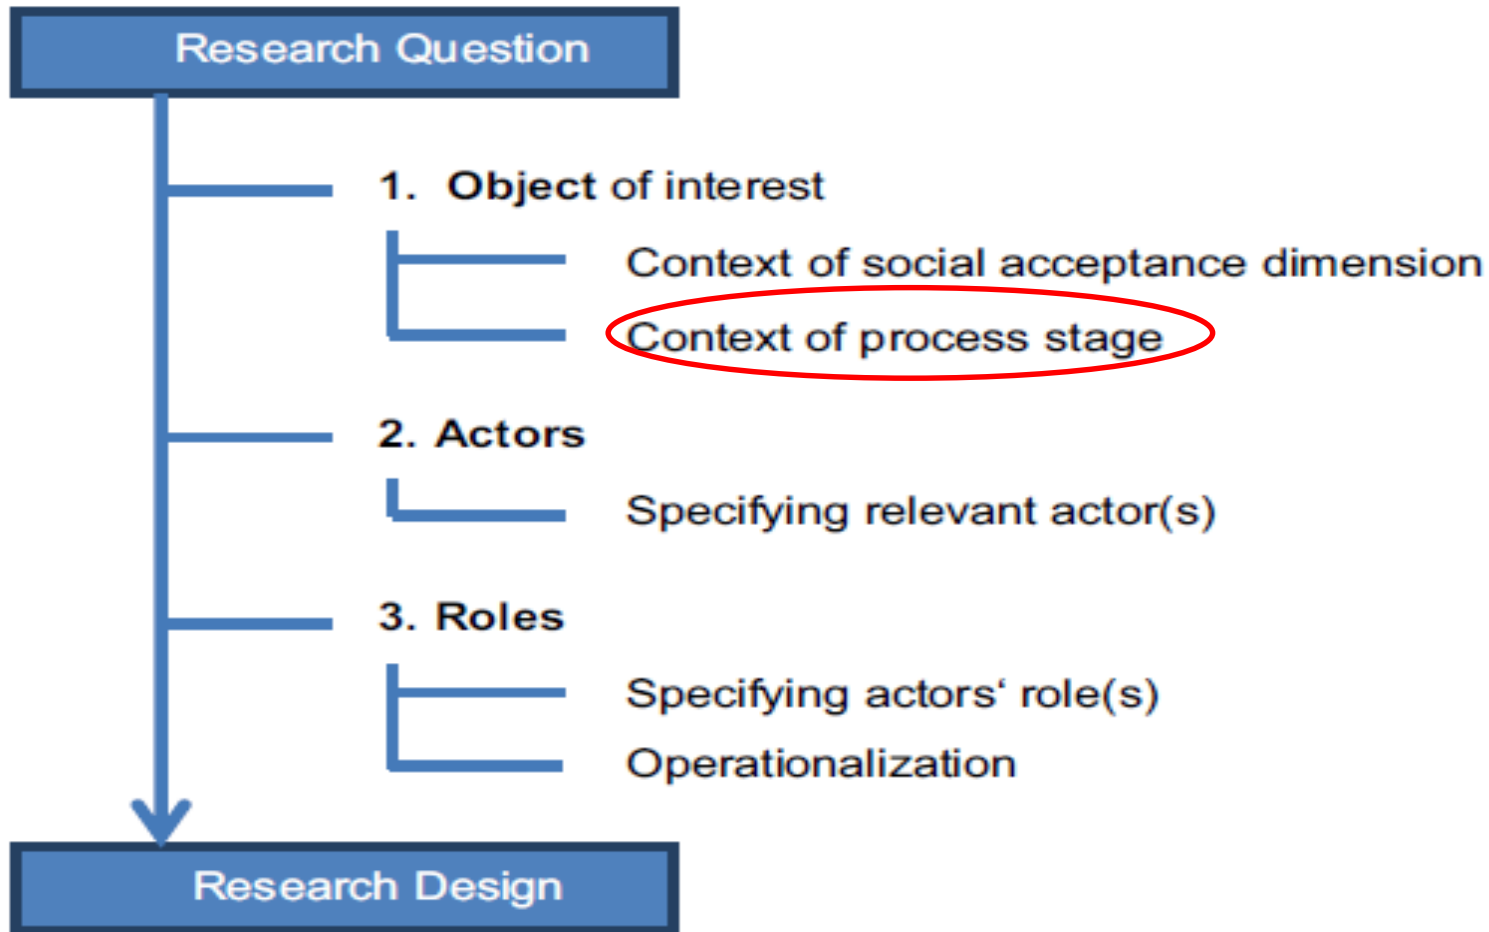 Research Question
1. Object of interest
Context of social acceptance dimension
Context of process stage
2. Actors
Specifying relevant actor(s)
3. Roles
Specifying actors‘ role(s)
Operationalization
Research Design